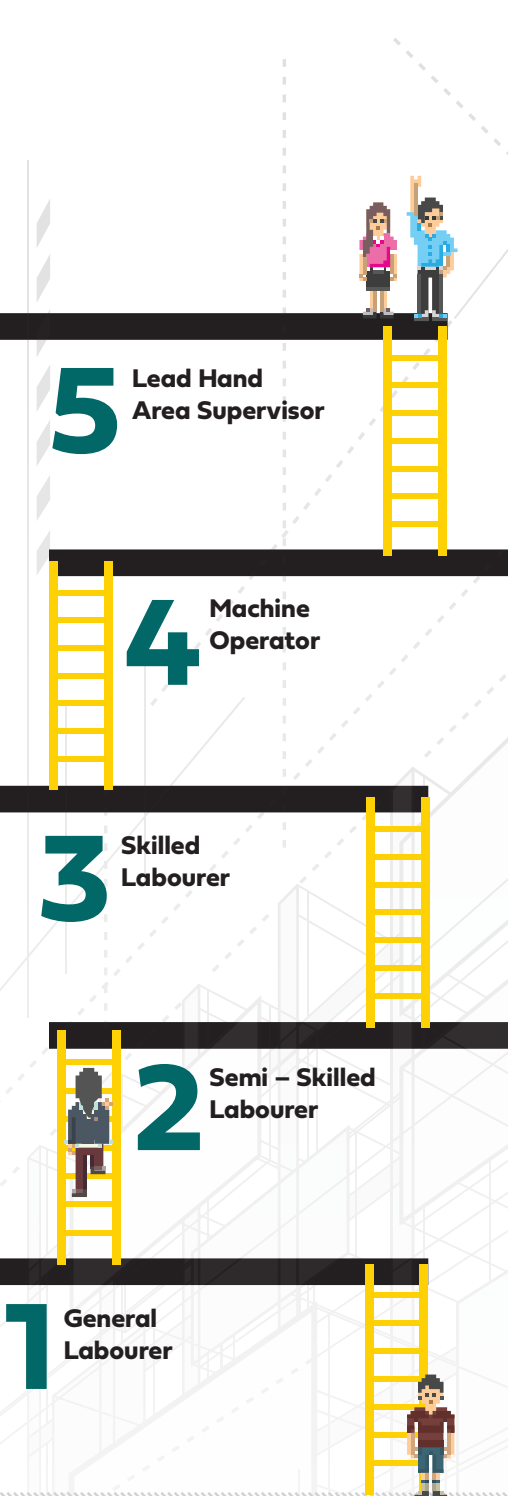 5
Lead Hand
Area Supervisor
4
Machine
Operator
3
Skilled
Labourer
2
Semi – Skilled
Labourer
1
General
Labourer